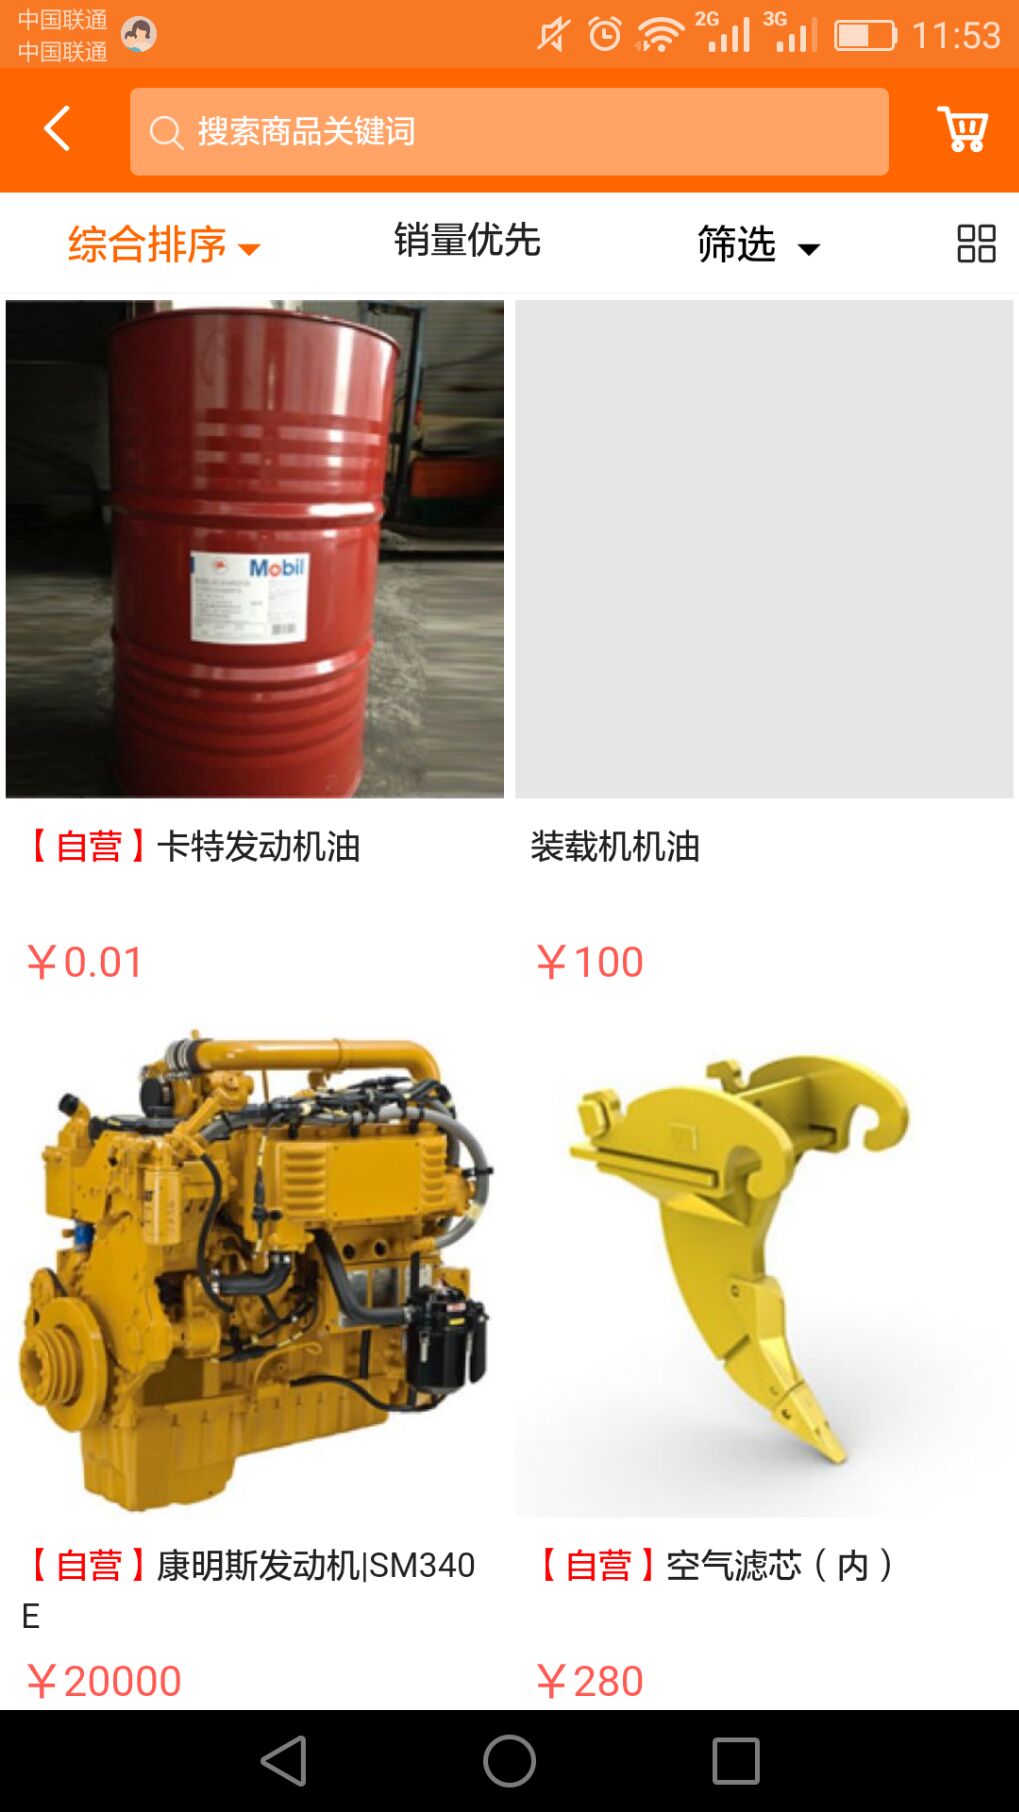 中国联通
中国联通
2G
3G
11:53
搜索商品关键词
综合排序
销量优先
筛选
Mobil
【自营】卡特发动机油
装载机机油
￥0.01
￥100
【自营】康明斯发动机|SM340
E
【自营】空气滤芯（内）
￥20000
￥280